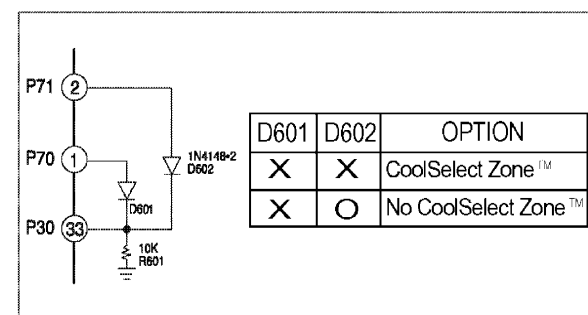 P71 2
P70 1
1N4148*2
D602
D601
P30 33
10K
R601
D601 D602 OPTION
X X CoolSelect Zone™
X O No CoolSelect Zone™